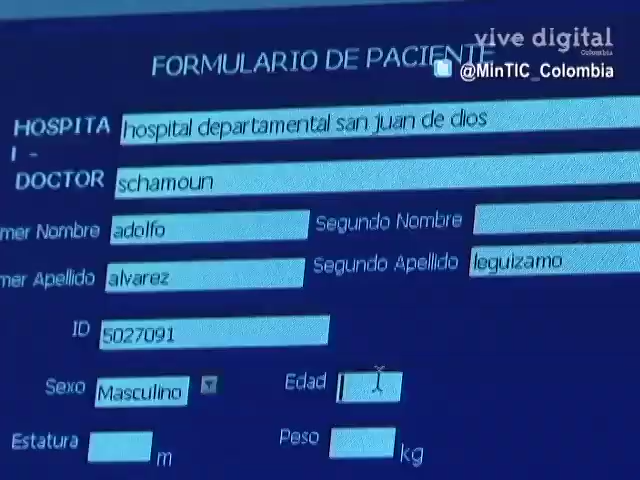 vive digital
Colombia
@MinTIC_Colombia
FORMULARIO DE PACIENTE
HOSPITA hospital departamental san juan de dios
l -
DOCTOR schamoun
mer Nombre adolfo Segundo Nombre
mer Apellido alvarez Segundo Apellido leguizamo
ID 5027091
Sexo Masculino Edad
Estatura m Peso kg